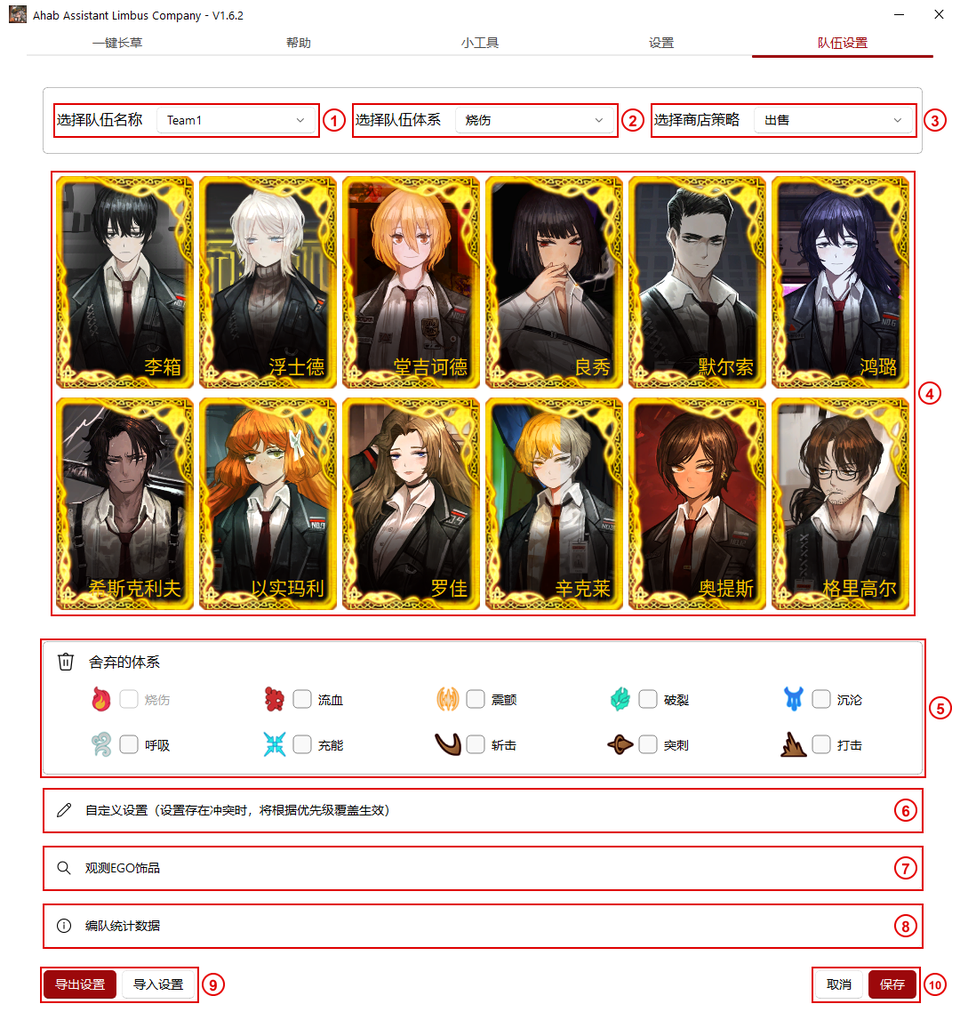 Ahab Assistant Limbus Company - V1.6.2
一键长草 帮助 小工具 设置 队伍设置
选择队伍名称 Team1 ① 选择队伍体系 烧伤 ② 选择商店策略 出售 ③
李箱 浮士德 堂吉诃德 良秀 默尔索 鸿璐
④
希斯克利夫 以实玛利 罗佳 辛克莱 奥提斯 格里高尔
舍弃的体系
烧伤 流血 震颤 破裂 沉沦
⑤
呼吸 充能 斩击 突刺 打击
自定义设置（设置存在冲突时，将根据优先级覆盖生效） ⑥
观测EGO饰品 ⑦
编队统计数据 ⑧
导出设置 导入设置 ⑨ 取消 保存 ⑩